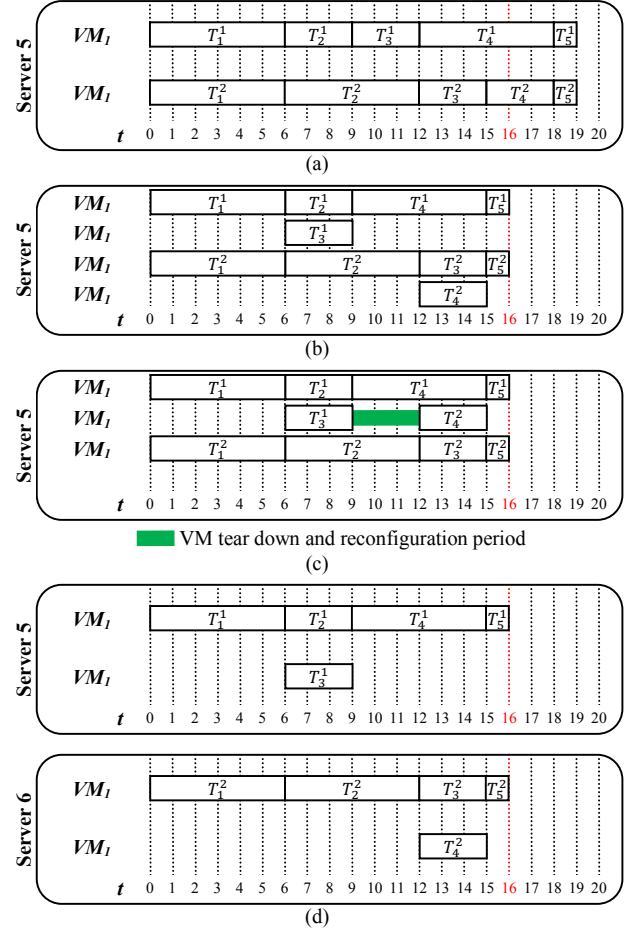 Server 5
VM₁ T₁¹ T₂¹ T₃¹ T₄¹ T₅¹
VM₁ T₁² T₂² T₃² T₄² T₅²
t 0 1 2 3 4 5 6 7 8 9 10 11 12 13 14 15 16 17 18 19 20
(a)
Server 5
VM₁ T₁¹ T₂¹ T₄¹ T₅¹
VM₁ T₃¹
VM₁ T₁² T₂² T₃² T₅²
VM₁ T₄²
t 0 1 2 3 4 5 6 7 8 9 10 11 12 13 14 15 16 17 18 19 20
(b)
Server 5
VM₁ T₁¹ T₂¹ T₄¹ T₅¹
VM₁ T₃¹ T₄²
VM₁ T₁² T₂² T₃² T₅²
t 0 1 2 3 4 5 6 7 8 9 10 11 12 13 14 15 16 17 18 19 20
VM tear down and reconfiguration period
(c)
Server 5
VM₁ T₁¹ T₂¹ T₄¹ T₅¹
VM₁ T₃¹
t 0 1 2 3 4 5 6 7 8 9 10 11 12 13 14 15 16 17 18 19 20
Server 6
VM₁ T₁² T₂² T₃² T₅²
VM₁ T₄²
t 0 1 2 3 4 5 6 7 8 9 10 11 12 13 14 15 16 17 18 19 20
(d)